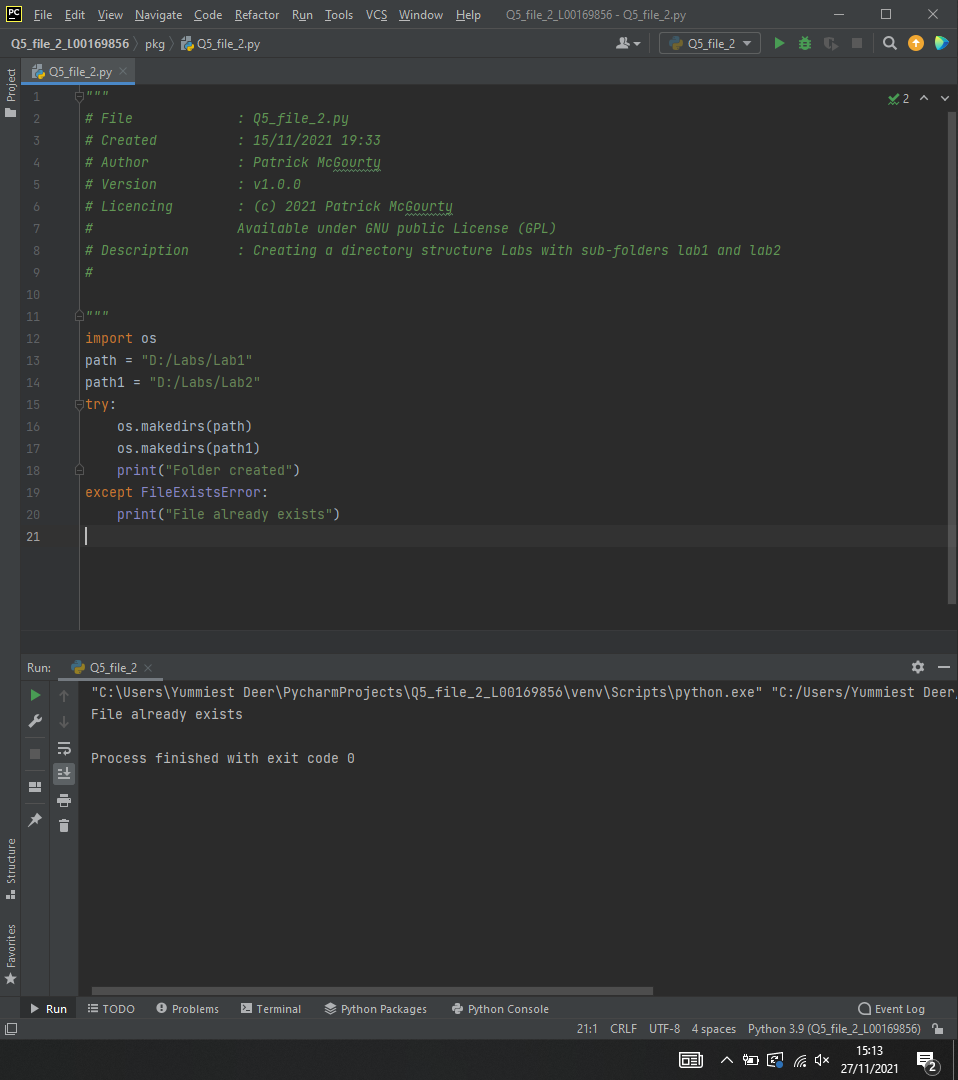 PC File Edit View Navigate Code Refactor Run Tools VCS Window Help Q5_file_2_L00169856 - Q5_file_2.py
Q5_file_2_L00169856 pkg Q5_file_2.py Q5_file_2
Project
Q5_file_2.py
2
1 """
2 # File : Q5_file_2.py
3 # Created : 15/11/2021 19:33
4 # Author : Patrick McGourty
5 # Version : v1.0.0
6 # Licencing : (c) 2021 Patrick McGourty
7 # Available under GNU public License (GPL)
8 # Description : Creating a directory structure Labs with sub-folders lab1 and lab2
9 #
10
11 """
12 import os
13 path = "D:/Labs/Lab1"
14 path1 = "D:/Labs/Lab2"
15 try:
16 os.makedirs(path)
17 os.makedirs(path1)
18 print("Folder created")
19 except FileExistsError:
20 print("File already exists")
21
Run: Q5_file_2
"C:\Users\Yummiest Deer\PycharmProjects\Q5_file_2_L00169856\venv\Scripts\python.exe" "C:/Users/Yummiest Deer/
File already exists
Process finished with exit code 0
Structure
Favorites
Run TODO Problems Terminal Python Packages Python Console Event Log
21:1 CRLF UTF-8 4 spaces Python 3.9 (Q5_file_2_L00169856)
15:13
27/11/2021
2